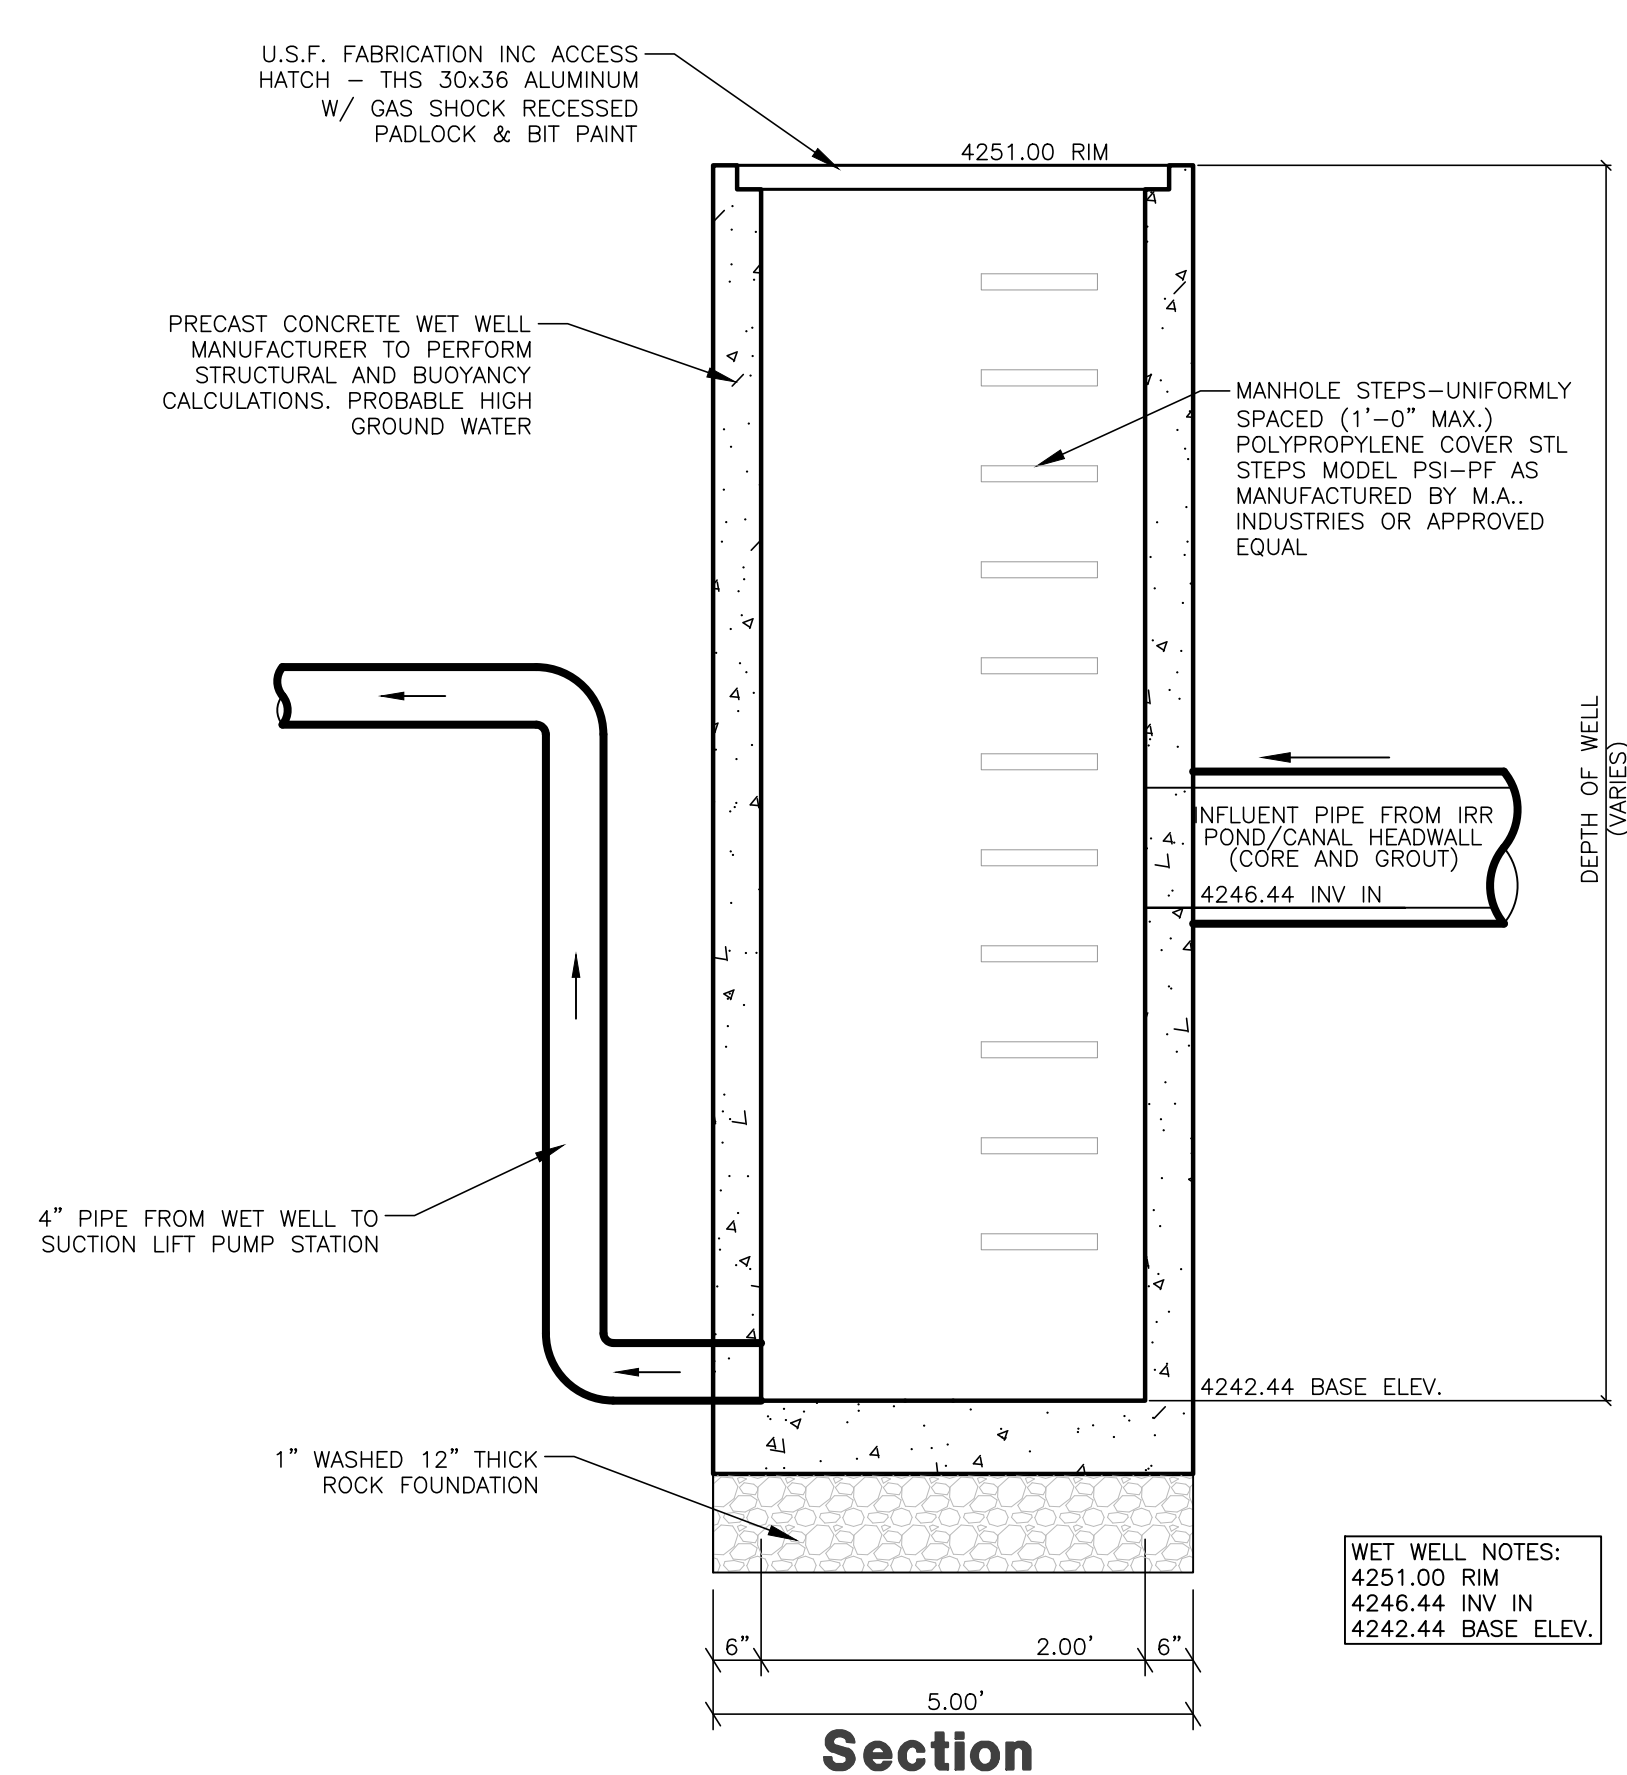 U.S.F. FABRICATION INC ACCESS
HATCH – THS 30x36 ALUMINUM
W/ GAS SHOCK RECESSED
PADLOCK & BIT PAINT
4251.00 RIM
PRECAST CONCRETE WET WELL
MANUFACTURER TO PERFORM
STRUCTURAL AND BUOYANCY
CALCULATIONS. PROBABLE HIGH
GROUND WATER
MANHOLE STEPS–UNIFORMLY
SPACED (1'–0" MAX.)
POLYPROPYLENE COVER STL
STEPS MODEL PSI–PF AS
MANUFACTURED BY M.A..
INDUSTRIES OR APPROVED
EQUAL
DEPTH OF WELL
(VARIES)
INFLUENT PIPE FROM IRR
POND/CANAL HEADWALL
(CORE AND GROUT)
4246.44 INV IN
4" PIPE FROM WET WELL TO
SUCTION LIFT PUMP STATION
4242.44 BASE ELEV.
1" WASHED 12" THICK
ROCK FOUNDATION
WET WELL NOTES:
4251.00 RIM
4246.44 INV IN
4242.44 BASE ELEV.
6" 2.00' 6"
5.00'
Section